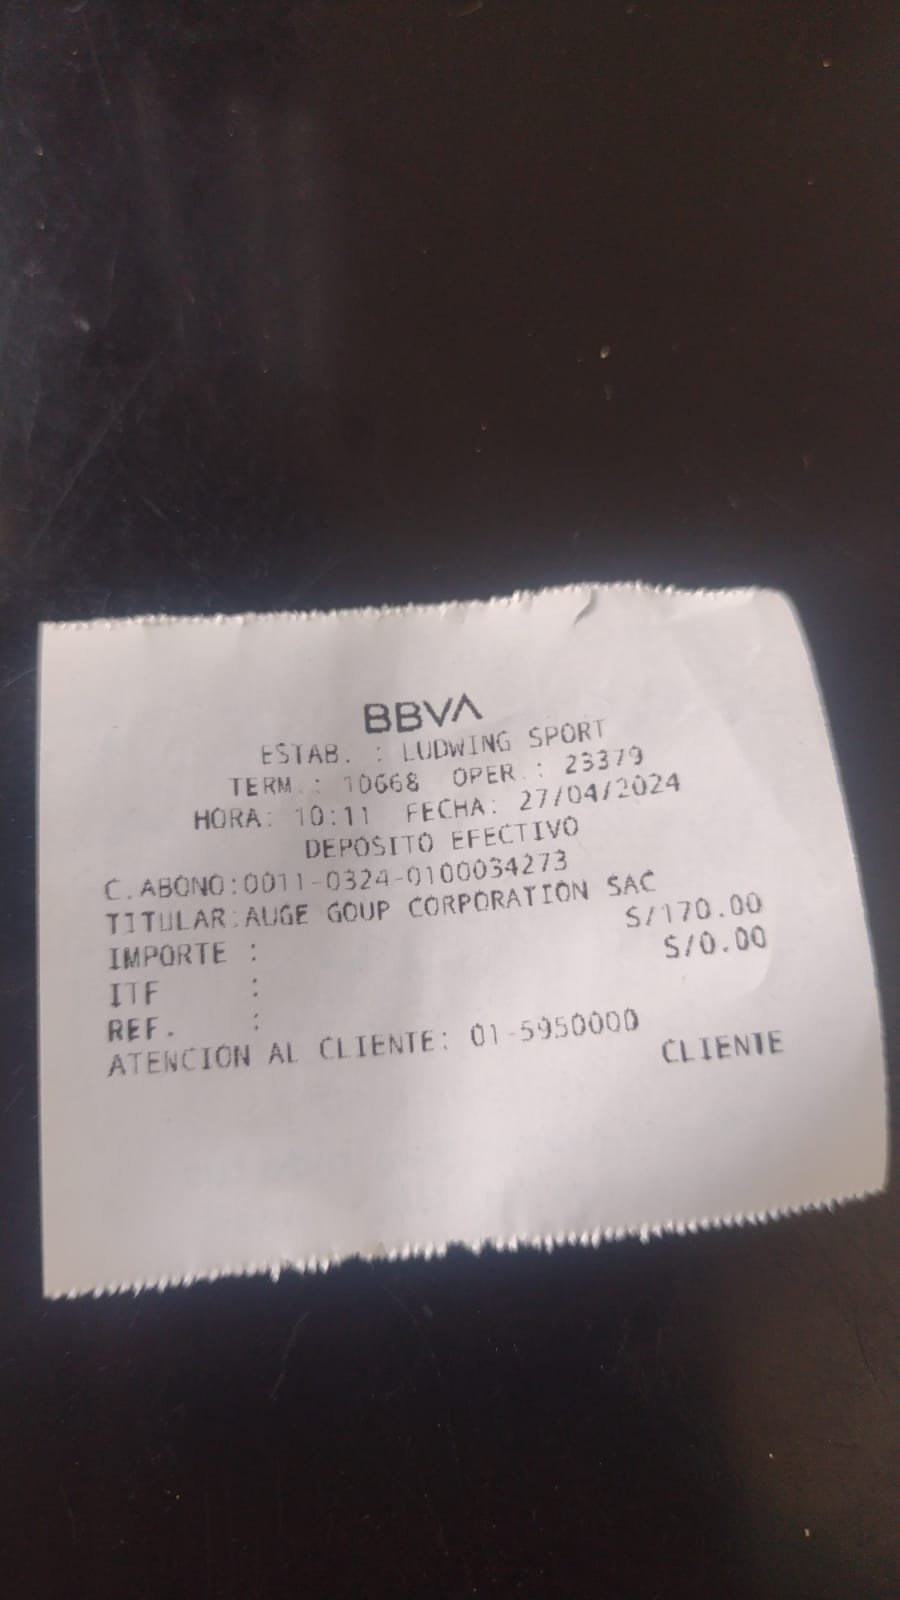 BBVA
ESTAB. : LUDWING SPORT
TERM.: 10668 OPER.: 23379
HORA: 10:11 FECHA: 27/04/2024
DEPOSITO EFECTIVO
C.ABONO:0011-0324-0100034273
TITULAR:AUGE GOUP CORPORATION SAC
IMPORTE : S/170.00
ITF : S/0.00
REF. :
ATENCION AL CLIENTE: 01-5950000
CLIENTE